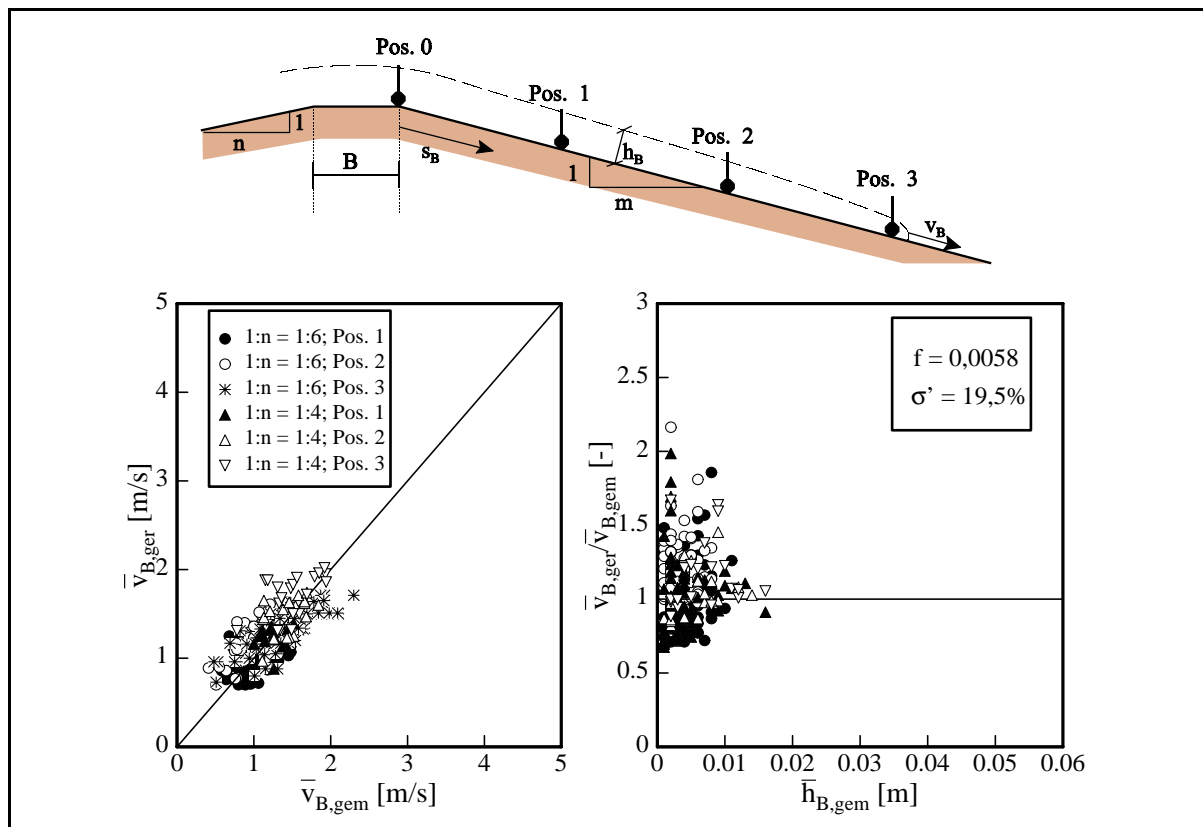 Pos. 0
Pos. 1
Pos. 2
Pos. 3
1
n
B
s_B
h_B
1
m
v_B
5
4
3
2
1
0
v̅_B,ger [m/s]
1:n = 1:6; Pos. 1
1:n = 1:6; Pos. 2
1:n = 1:6; Pos. 3
1:n = 1:4; Pos. 1
1:n = 1:4; Pos. 2
1:n = 1:4; Pos. 3
0 1 2 3 4 5
v̅_B,gem [m/s]
3
2.5
2
1.5
1
0.5
0
v̅_B,ger/v̅_B,gem [-]
f = 0,0058
σ' = 19,5%
0 0.01 0.02 0.03 0.04 0.05 0.06
h̅_B,gem [m]